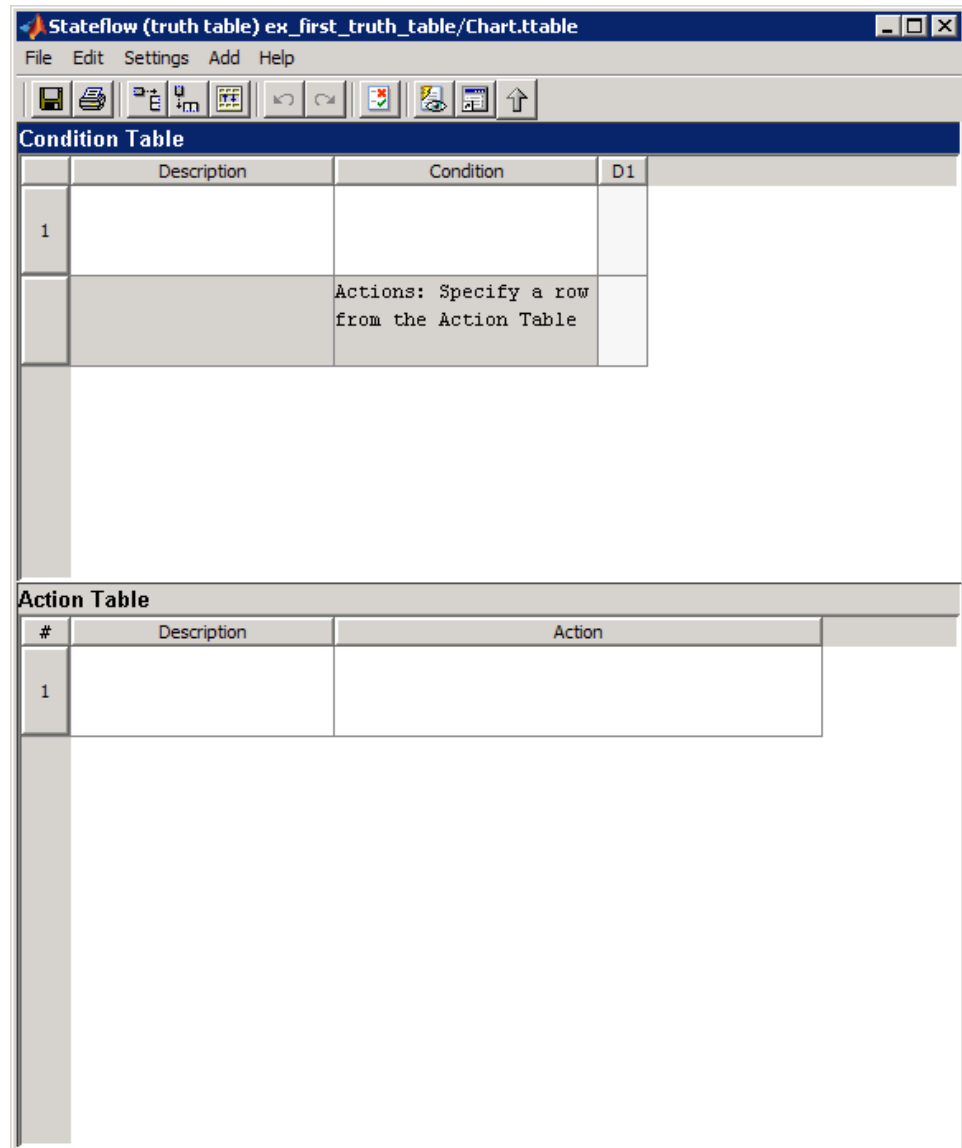 Stateflow (truth table) ex_first_truth_table/Chart.ttable
File Edit Settings Add Help
Condition Table
Description Condition D1
1
Actions: Specify a row
from the Action Table
Action Table
# Description Action
1